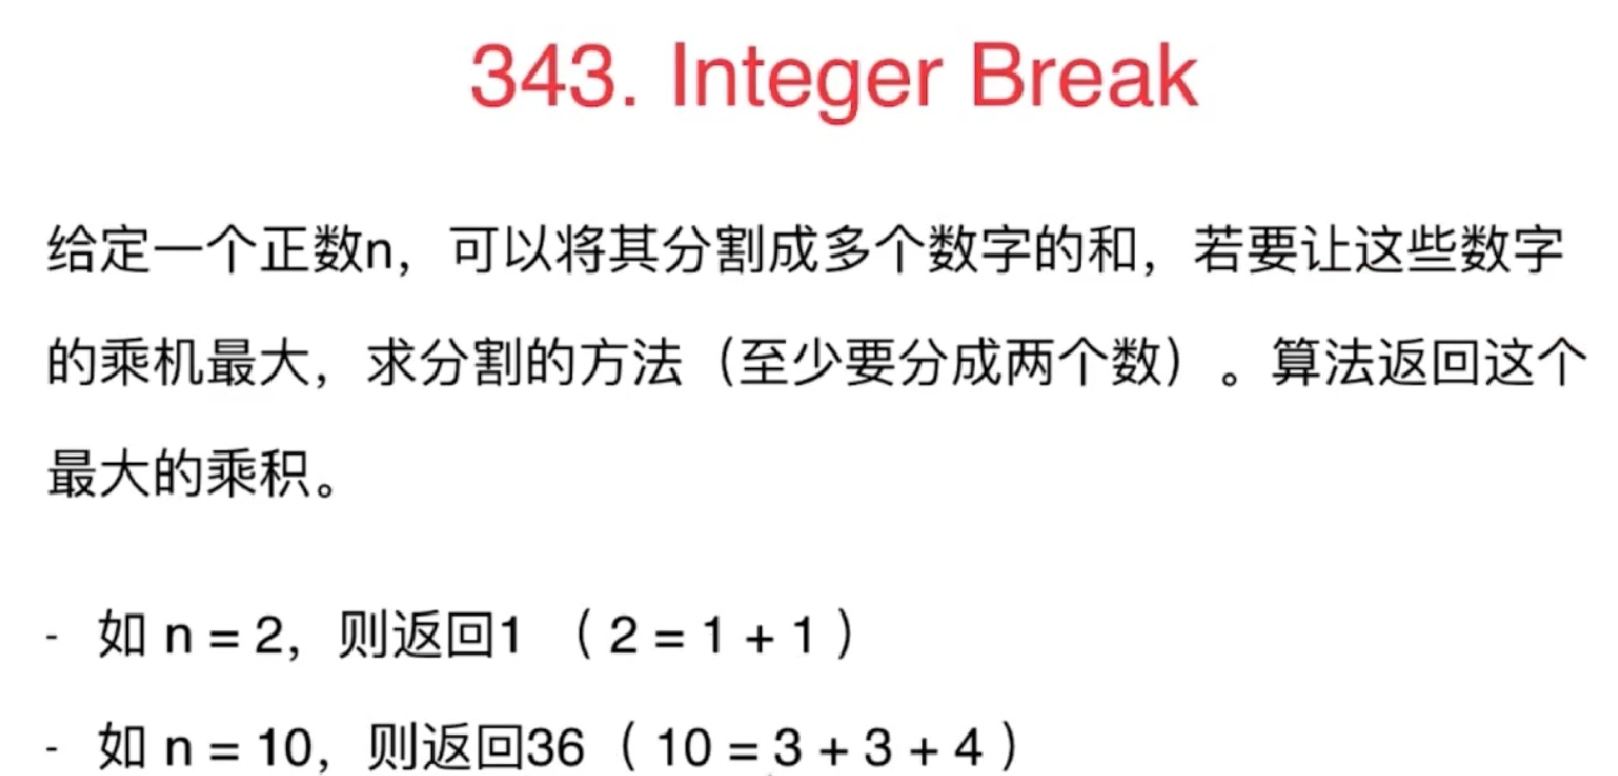 343. Integer Break
给定一个正数n，可以将其分割成多个数字的和，若要让这些数字
的乘机最大，求分割的方法（至少要分成两个数）。算法返回这个
最大的乘积。
- 如 n = 2，则返回1 （ 2 = 1 + 1 ）
- 如 n = 10，则返回36 （ 10 = 3 + 3 + 4 ）